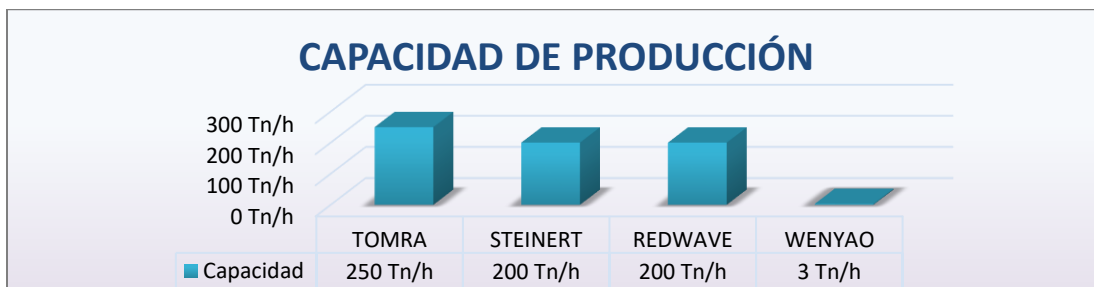 CAPACIDAD DE PRODUCCIÓN
300 Tn/h
200 Tn/h
100 Tn/h
0 Tn/h
TOMRA STEINERT REDWAVE WENYAO
Capacidad 250 Tn/h 200 Tn/h 200 Tn/h 3 Tn/h